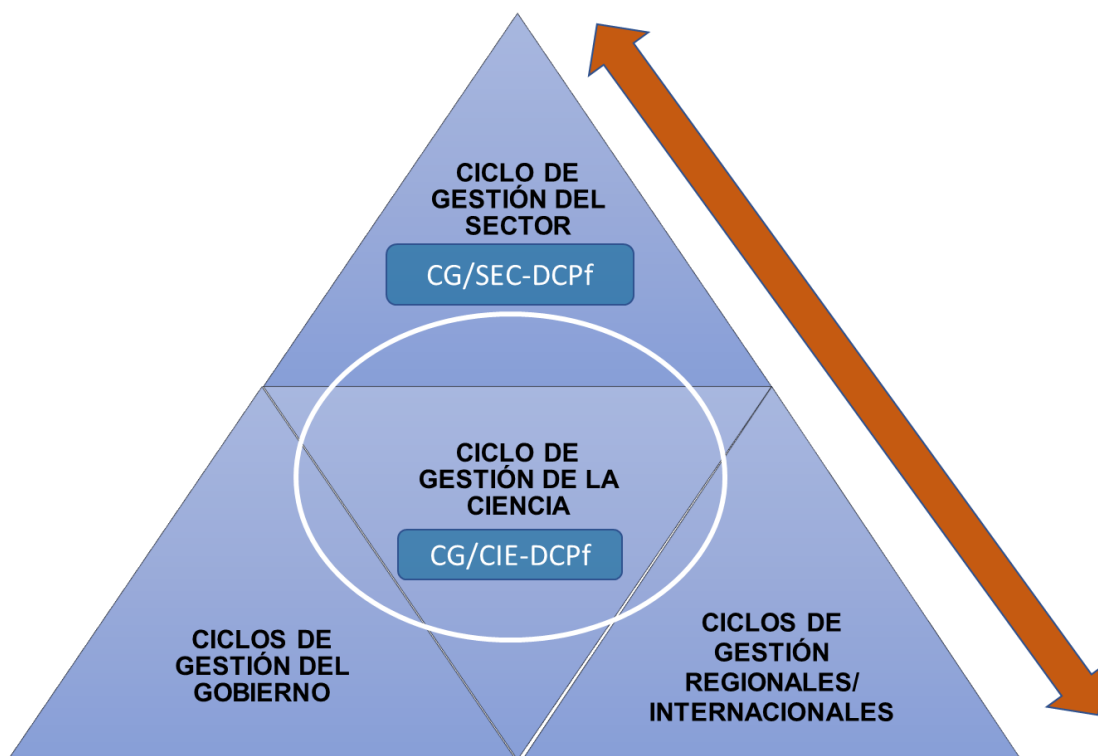 CICLO DE
GESTIÓN DEL
SECTOR
CG/SEC-DCPf
CICLO DE
GESTIÓN DE LA
CIENCIA
CG/CIE-DCPf
CICLOS DE
GESTIÓN DEL
GOBIERNO
CICLOS DE
GESTIÓN
REGIONALES/
INTERNACIONALES